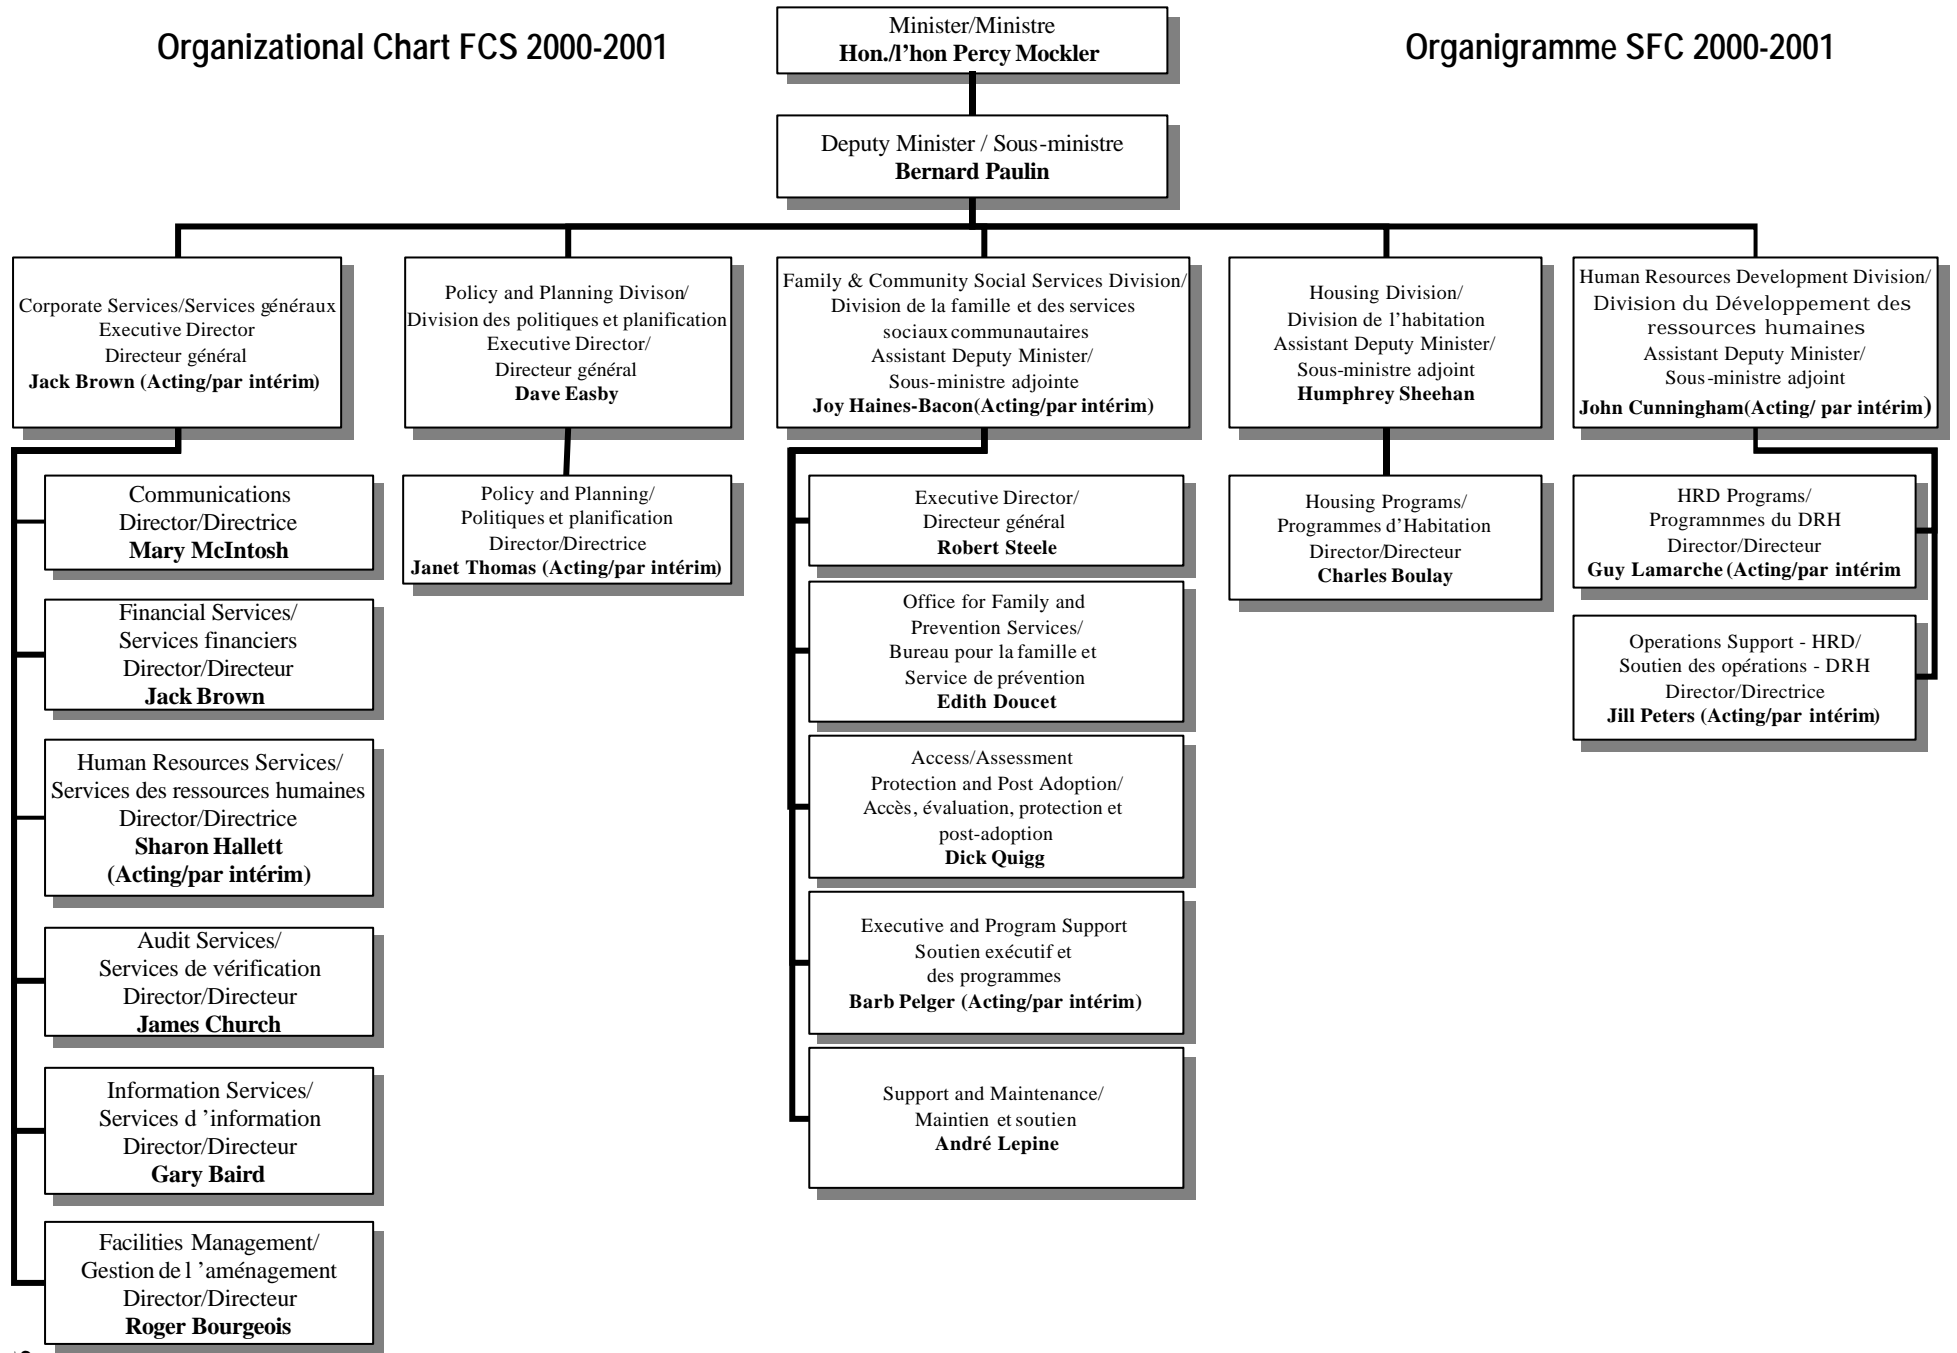 Organizational Chart FCS 2000-2001
Organigramme SFC 2000-2001
Minister/Ministre
Hon./l'hon Percy Mockler
Deputy Minister / Sous-ministre
Bernard Paulin
Corporate Services/Services généraux
Executive Director
Directeur général
Jack Brown (Acting/par intérim)
Communications
Director/Directrice
Mary McIntosh
Financial Services/
Services financiers
Director/Directeur
Jack Brown
Human Resources Services/
Services des ressources humaines
Director/Directrice
Sharon Hallett
(Acting/par intérim)
Audit Services/
Services de vérification
Director/Directeur
James Church
Information Services/
Services d 'information
Director/Directeur
Gary Baird
Facilities Management/
Gestion de l 'aménagement
Director/Directeur
Roger Bourgeois
Policy and Planning Divison/
Division des politiques et planification
Executive Director/
Directeur général
Dave Easby
Policy and Planning/
Politiques et planification
Director/Directrice
Janet Thomas (Acting/par intérim)
Family & Community Social Services Division/
Division de la famille et des services
sociaux communautaires
Assistant Deputy Minister/
Sous-ministre adjointe
Joy Haines-Bacon(Acting/par intérim)
Executive Director/
Directeur général
Robert Steele
Office for Family and
Prevention Services/
Bureau pour la famille et
Service de prévention
Edith Doucet
Access/Assessment
Protection and Post Adoption/
Accès, évaluation, protection et
post-adoption
Dick Quigg
Executive and Program Support
Soutien exécutif et
des programmes
Barb Pelger (Acting/par intérim)
Support and Maintenance/
Maintien et soutien
André Lepine
Housing Division/
Division de l'habitation
Assistant Deputy Minister/
Sous-ministre adjoint
Humphrey Sheehan
Housing Programs/
Programmes d'Habitation
Director/Directeur
Charles Boulay
Human Resources Development Division/
Division du Développement des
ressources humaines
Assistant Deputy Minister/
Sous-ministre adjoint
John Cunningham(Acting/ par intérim)
HRD Programs/
Programnmes du DRH
Director/Directeur
Guy Lamarche (Acting/par intérim
Operations Support - HRD/
Soutien des opérations - DRH
Director/Directrice
Jill Peters (Acting/par intérim)